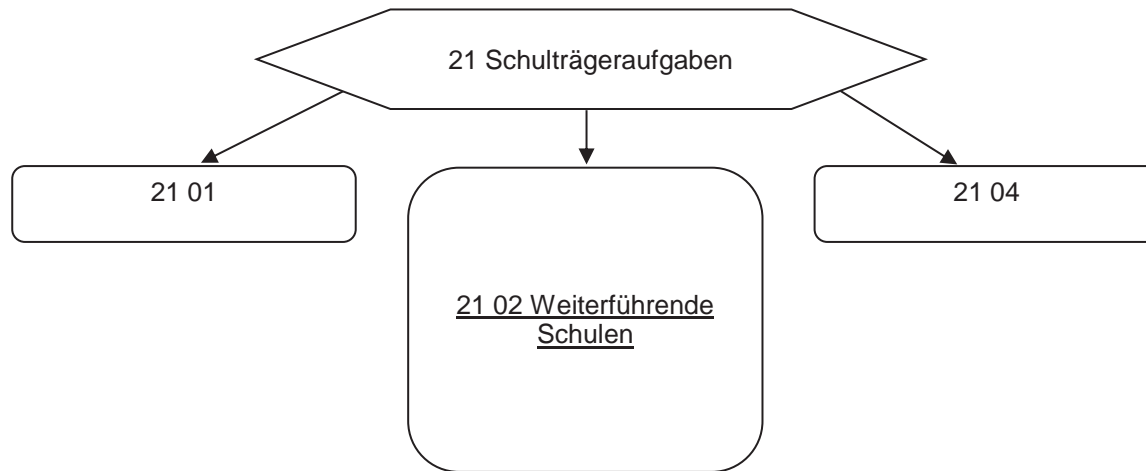 21 Schulträgeraufgaben
21 01
21 02 Weiterführende
Schulen
21 04